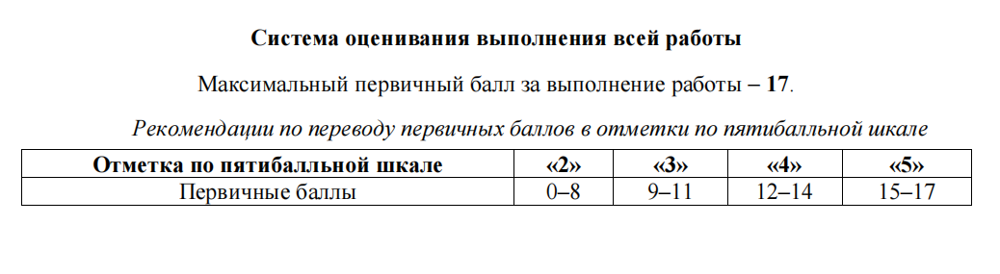 Система оценивания выполнения всей работы
Максимальный первичный балл за выполнение работы – 17.
Рекомендации по переводу первичных баллов в отметки по пятибалльной шкале
Отметка по пятибалльной шкале «2» «3» «4» «5»
Первичные баллы 0–8 9–11 12–14 15–17